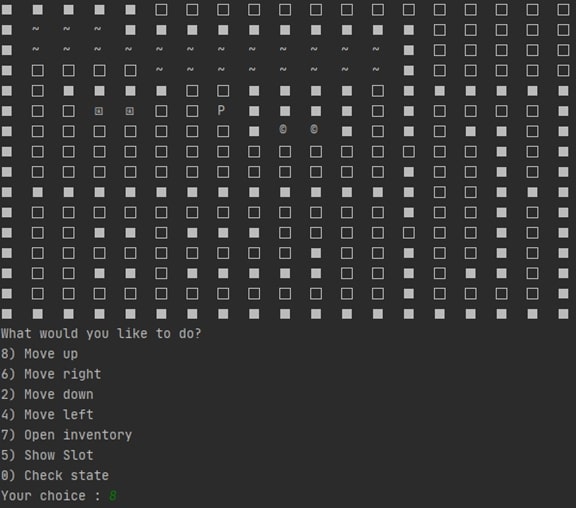 ■ ■ ■ ■ ■ □ □ □ □ □ □ □ □ □ □ □ □ □ □
■ ~ ~ ~ ■ ■ ■ ■ ■ ■ ■ ■ ■ ■ □ □ □ □ □
■ ~ ~ ~ ~ ~ ~ ~ ~ ~ ~ ~ ~ ■ □ □ □ □ □
■ □ □ □ □ ~ ~ ~ ~ ~ ~ ~ ~ ■ □ □ □ □ □
■ □ ■ ■ ■ ■ □ □ ■ ■ ■ ■ □ ■ ■ ■ ■ ■ ■
■ □ □ ▣ ▣ □ □ P ■ ■ ■ ■ □ ■ □ □ □ □ ■
■ □ □ □ □ □ □ □ ■ © © ■ □ ■ □ ■ ■ □ ■
■ □ □ □ □ □ □ □ □ □ □ □ □ □ □ □ ■ □ ■
■ □ □ □ □ □ □ □ □ □ □ □ □ ■ □ □ ■ □ ■
■ ■ ■ ■ ■ ■ ■ ■ ■ ■ ■ ■ ■ ■ □ □ ■ ■ ■
■ □ □ □ □ □ □ □ □ □ □ □ □ ■ □ □ ■ □ ■
■ □ □ ■ ■ □ ■ ■ ■ □ □ □ □ □ □ □ ■ □ ■
■ □ □ □ □ □ □ □ □ □ ■ □ □ ■ □ □ ■ □ ■
■ □ □ ■ ■ □ ■ ■ ■ ■ ■ □ □ ■ □ ■ ■ □ ■
■ □ □ □ □ □ □ □ □ □ □ □ □ ■ □ □ □ □ ■
■ ■ ■ ■ ■ ■ ■ ■ ■ ■ ■ ■ ■ ■ ■ ■ ■ ■ ■
What would you like to do?
8) Move up
6) Move right
2) Move down
4) Move left
7) Open inventory
5) Show Slot
0) Check state
Your choice : 8